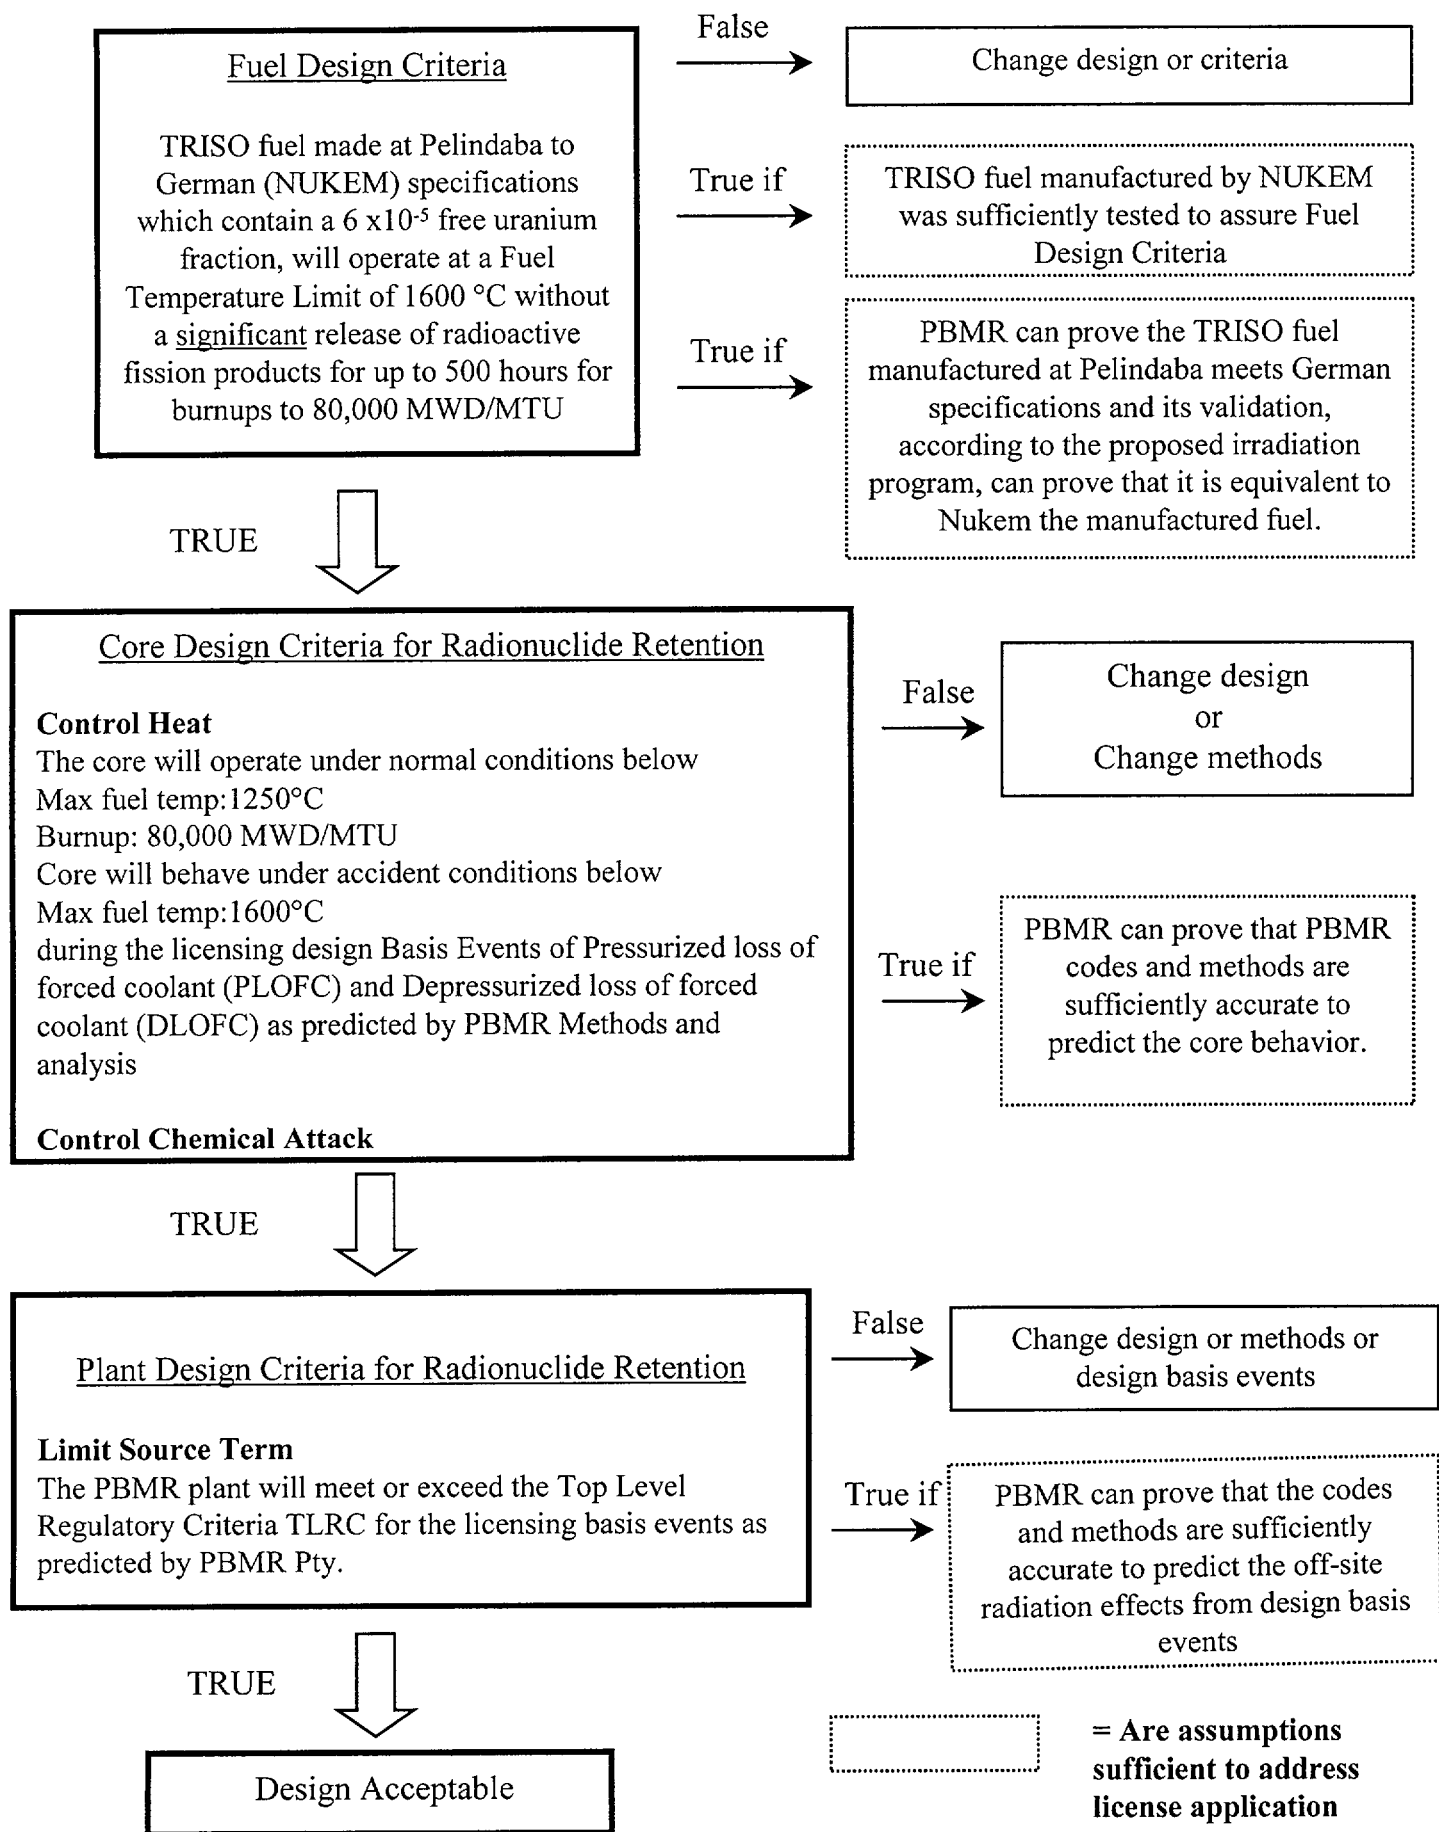 Fuel Design Criteria
TRISO fuel made at Pelindaba to
German (NUKEM) specifications
which contain a 6 x10⁻⁵ free uranium
fraction, will operate at a Fuel
Temperature Limit of 1600 °C without
a significant release of radioactive
fission products for up to 500 hours for
burnups to 80,000 MWD/MTU
False
Change design or criteria
True if
TRISO fuel manufactured by NUKEM
was sufficiently tested to assure Fuel
Design Criteria
True if
PBMR can prove the TRISO fuel
manufactured at Pelindaba meets German
specifications and its validation,
according to the proposed irradiation
program, can prove that it is equivalent to
Nukem the manufactured fuel.
TRUE
Core Design Criteria for Radionuclide Retention
Control Heat
The core will operate under normal conditions below
Max fuel temp:1250°C
Burnup: 80,000 MWD/MTU
Core will behave under accident conditions below
Max fuel temp:1600°C
during the licensing design Basis Events of Pressurized loss of
forced coolant (PLOFC) and Depressurized loss of forced
coolant (DLOFC) as predicted by PBMR Methods and
analysis
Control Chemical Attack
False
Change design
or
Change methods
True if
PBMR can prove that PBMR
codes and methods are
sufficiently accurate to
predict the core behavior.
TRUE
Plant Design Criteria for Radionuclide Retention
Limit Source Term
The PBMR plant will meet or exceed the Top Level
Regulatory Criteria TLRC for the licensing basis events as
predicted by PBMR Pty.
False
Change design or methods or
design basis events
True if
PBMR can prove that the codes
and methods are sufficiently
accurate to predict the off-site
radiation effects from design basis
events
TRUE
Design Acceptable
= Are assumptions
sufficient to address
license application